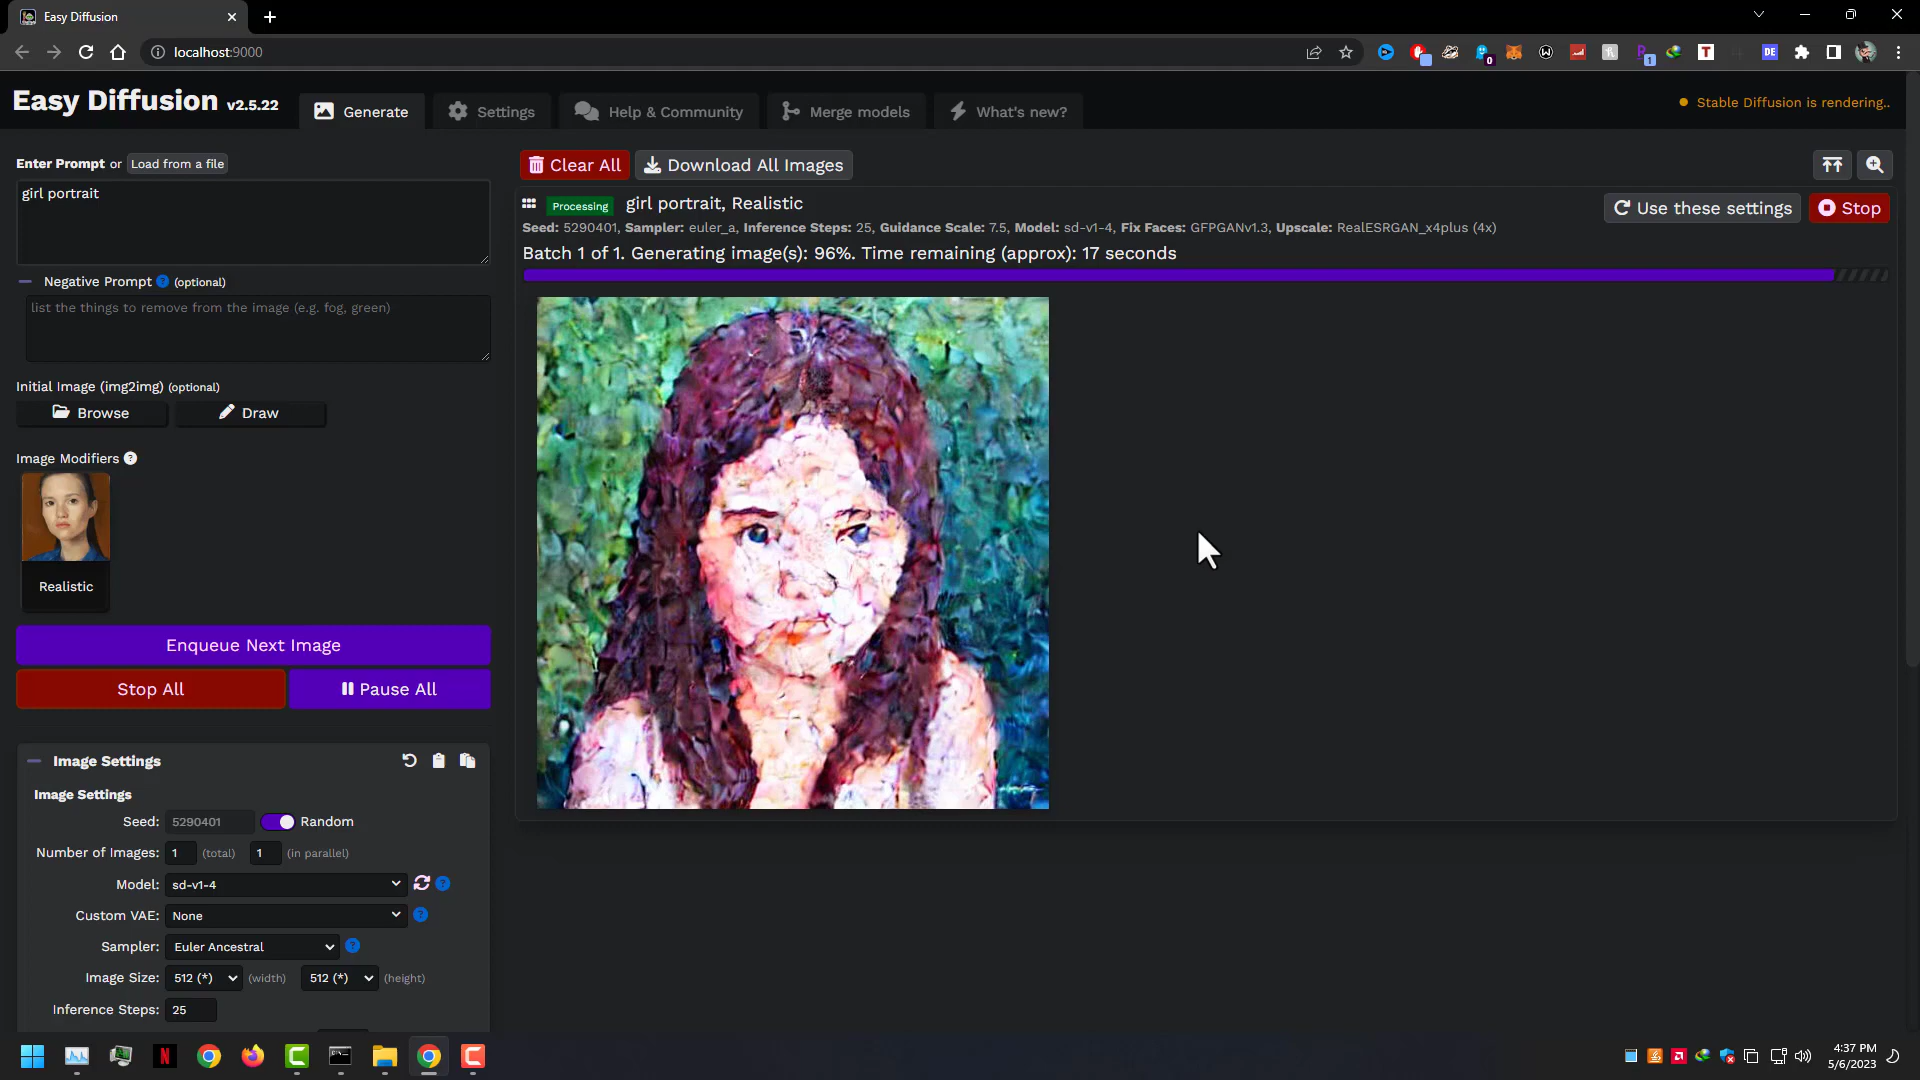 Easy Diffusion
localhost:9000
0
1
T
DE
Easy Diffusion v2.5.22
Generate
Settings
Help & Community
Merge models
What's new?
Stable Diffusion is rendering..
Enter Prompt or Load from a file
girl portrait
Negative Prompt ? (optional)
list the things to remove from the image (e.g. fog, green)
Initial Image (img2img) (optional)
Browse
Draw
Image Modifiers ?
Realistic
Enqueue Next Image
Stop All
Pause All
Image Settings
Image Settings
Seed: 5290401 Random
Number of Images: 1 (total) 1 (in parallel)
Model: sd-v1-4 ?
Custom VAE: None ?
Sampler: Euler Ancestral ?
Image Size: 512 (*) (width) 512 (*) (height)
Inference Steps: 25
Clear All
Download All Images
Processing girl portrait, Realistic
Use these settings
Stop
Seed: 5290401, Sampler: euler_a, Inference Steps: 25, Guidance Scale: 7.5, Model: sd-v1-4, Fix Faces: GFPGANv1.3, Upscale: RealESRGAN_x4plus (4x)
Batch 1 of 1. Generating image(s): 96%. Time remaining (approx): 17 seconds
4:37 PM
5/6/2023